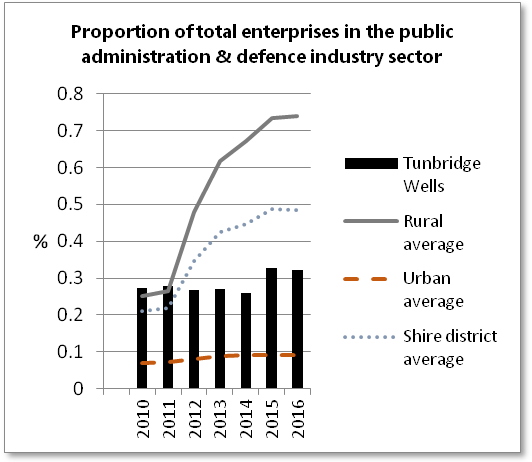 Proportion of total enterprises in the public
administration & defence industry sector
0.8
0.7
0.6
0.5
0.4
0.3
0.2
0.1
0
%
2010
2011
2012
2013
2014
2015
2016
Tunbridge
Wells
Rural
average
Urban
average
Shire district
average